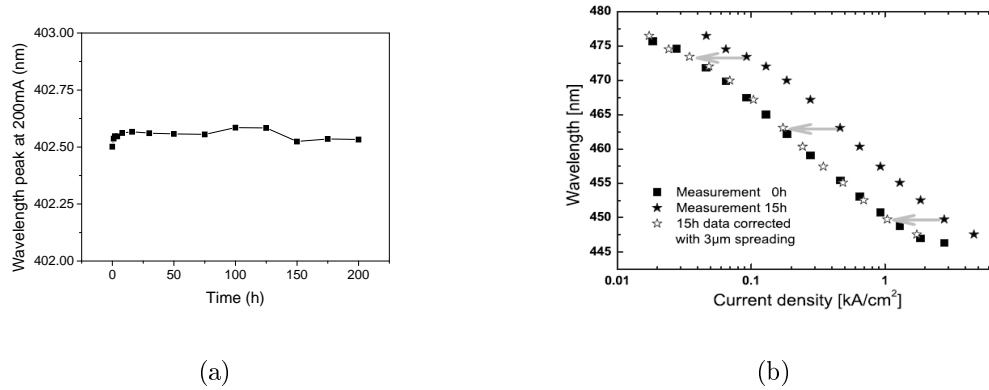 403.00
402.75
402.50
402.25
402.00
Wavelength peak at 200mA (nm)
0
50
100
150
200
Time (h)
(a)
480
475
470
465
460
455
450
445
Wavelength [nm]
Measurement 0h
Measurement 15h
15h data corrected
with 3µm spreading
0.01
0.1
1
Current density [kA/cm²]
(b)